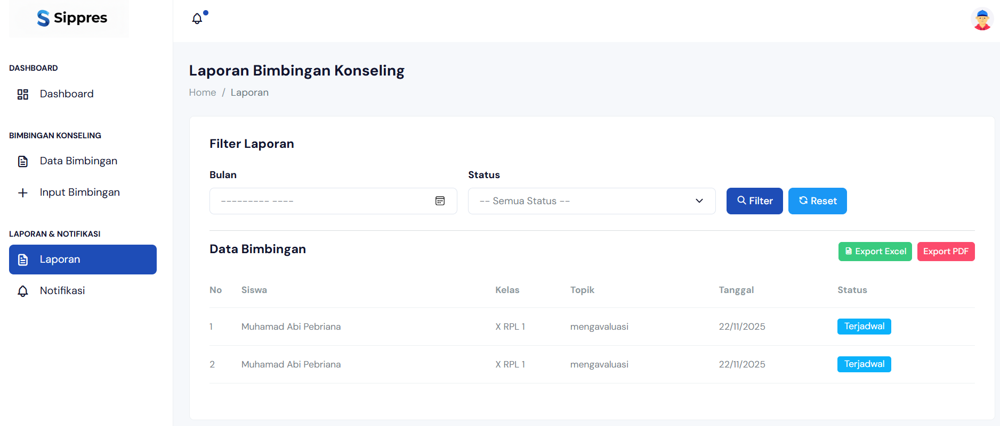 Sippres
DASHBOARD
Dashboard
BIMBINGAN KONSELING
Data Bimbingan
Input Bimbingan
LAPORAN & NOTIFIKASI
Laporan
Notifikasi
Laporan Bimbingan Konseling
Home / Laporan
Filter Laporan
Bulan Status
--------- ---- -- Semua Status -- Filter Reset
Data Bimbingan Export Excel Export PDF
No Siswa Kelas Topik Tanggal Status
1 Muhamad Abi Pebriana X RPL 1 mengavaluasi 22/11/2025 Terjadwal
2 Muhamad Abi Pebriana X RPL 1 mengavaluasi 22/11/2025 Terjadwal